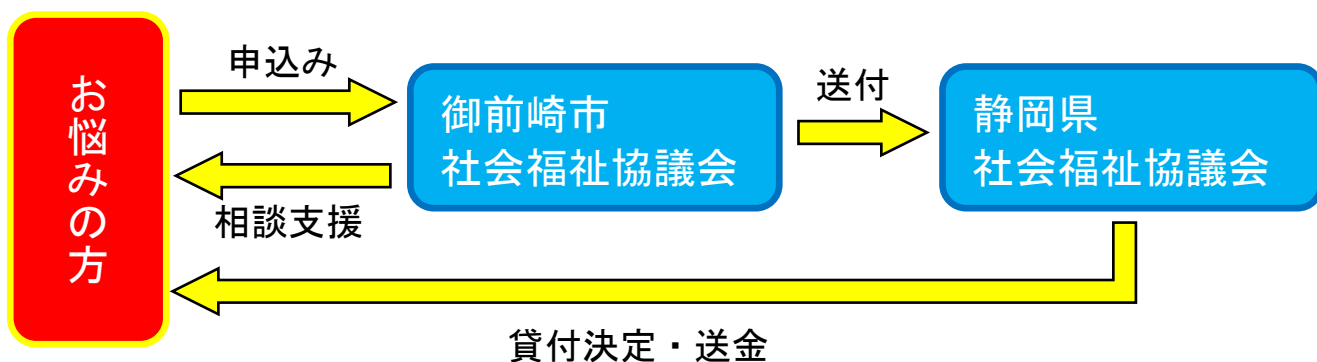 お悩みの方
申込み
相談支援
御前崎市
社会福祉協議会
送付
静岡県
社会福祉協議会
貸付決定・送金